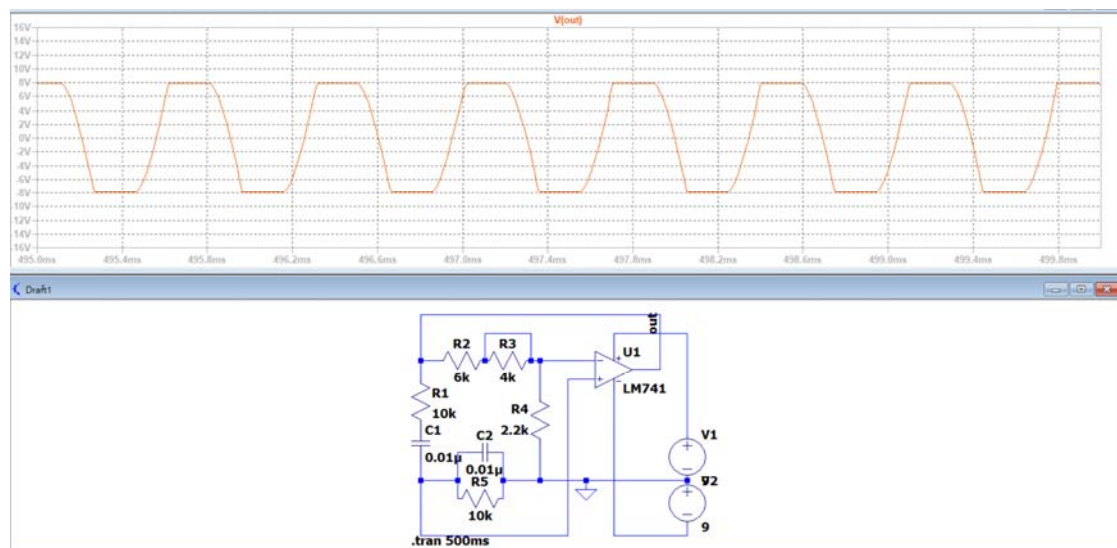 V(out)
16V
14V
12V
10V
8V
6V
4V
2V
0V
-2V
-4V
-6V
-8V
10V
12V
14V
16V
495.0ms 495.4ms 495.8ms 496.2ms 496.6ms 497.0ms 497.4ms 497.8ms 498.2ms 498.6ms 499.0ms 499.4ms 499.8ms
Draft1
out
R2 R3 U1
6k 4k
LM741
R1
10k
R4
2.2k
C1
C2
V1
0.01µ
0.01µ
R5
V2
10k
9
.tran 500ms